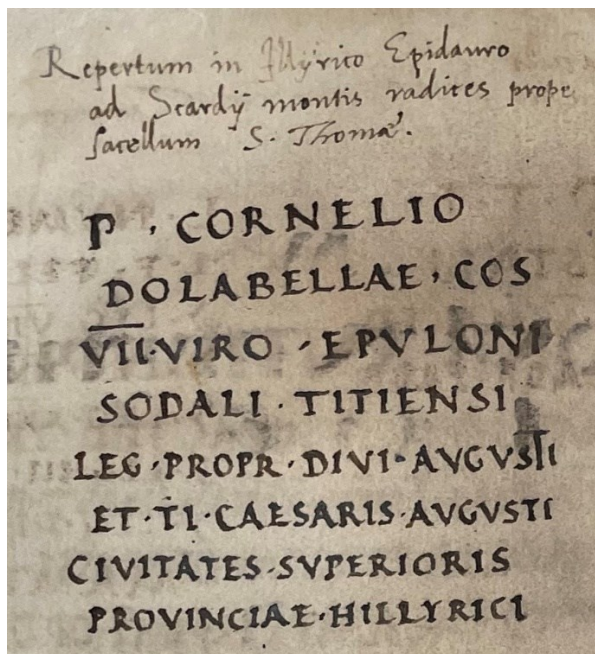 Repertum in Illyrico Epidauro
ad Scardij montis radices prope
sacellum S. Thomae.
P · CORNELIO
DOLABELLAE · COS
VII·VIRO · EPVLONI
SODALI · TITIENSI
LEG · PROPR · DIVI · AVGVSTI
ET · TI · CAESARIS · AVGVSTI
CIVITATES · SVPERIORIS
PROVINCIAE · HILLYRICI